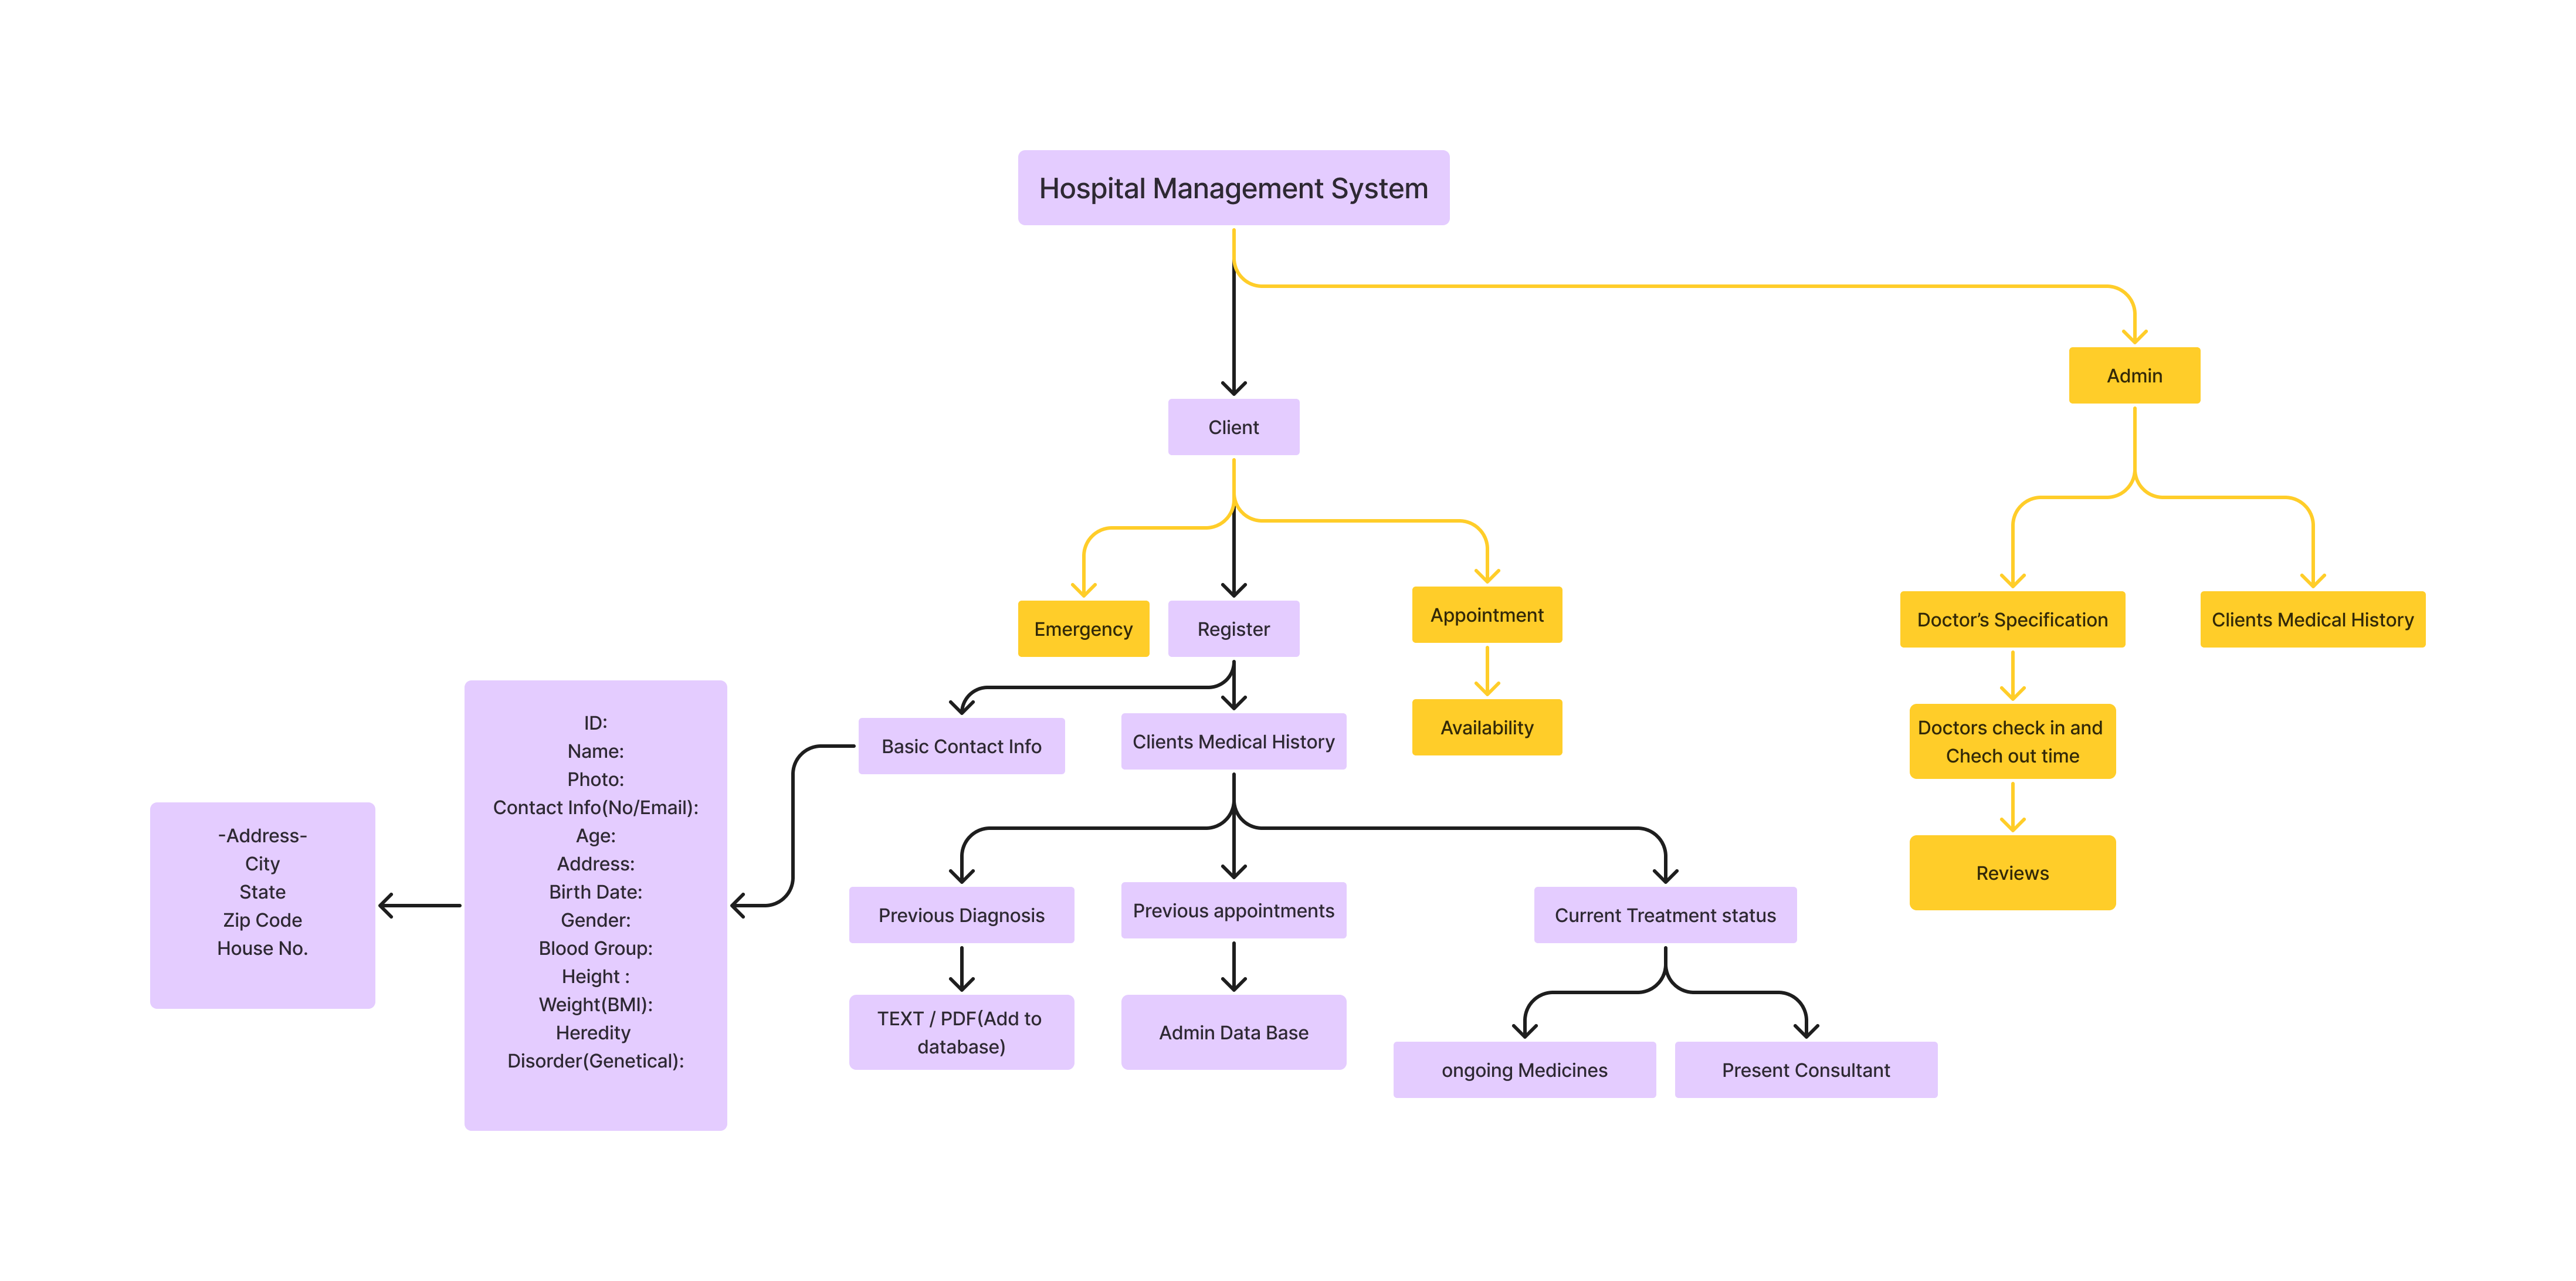 Hospital Management System
Admin
Client
Emergency
Register
Appointment
Doctor’s Specification
Clients Medical History
Basic Contact Info
Clients Medical History
Availability
Doctors check in and
Chech out time
ID:
Name:
Photo:
Contact Info(No/Email):
Age:
Address:
Birth Date:
Gender:
Blood Group:
Height :
Weight(BMI):
Heredity
Disorder(Genetical):
-Address-
City
State
Zip Code
House No.
Previous Diagnosis
Previous appointments
Current Treatment status
Reviews
TEXT / PDF(Add to
database)
Admin Data Base
ongoing Medicines
Present Consultant